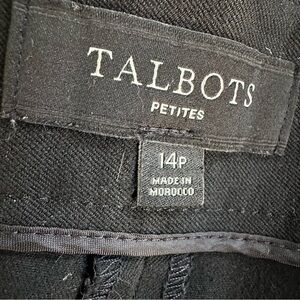 TALBOTS
PETITES
14P
MADE IN
MOROCCO